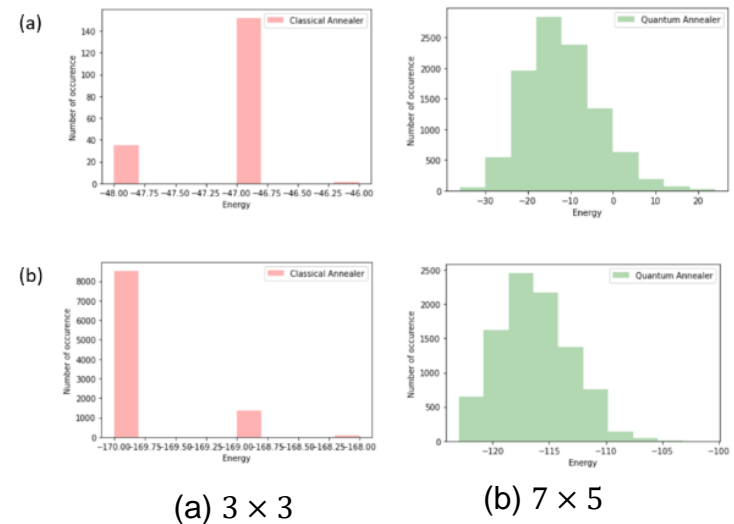 (a)
Number of occurence
140
120
100
80
60
40
20
0
Classical Annealer
−48.00 −47.75 −47.50 −47.25 −47.00 −46.75 −46.50 −46.25 −46.00
Energy
Number of occurence
2500
2000
1500
1000
500
0
Quantum Annealer
−30 −20 −10 0 10 20
Energy
(b)
Number of occurence
8000
7000
6000
5000
4000
3000
2000
1000
0
Classical Annealer
−170.00 −169.75 −169.50 −169.25 −169.00 −168.75 −168.50 −168.25 −168.00
Energy
Number of occurence
2500
2000
1500
1000
500
0
Quantum Annealer
−120 −115 −110 −105 −100
Energy
(a) 3 × 3
(b) 7 × 5